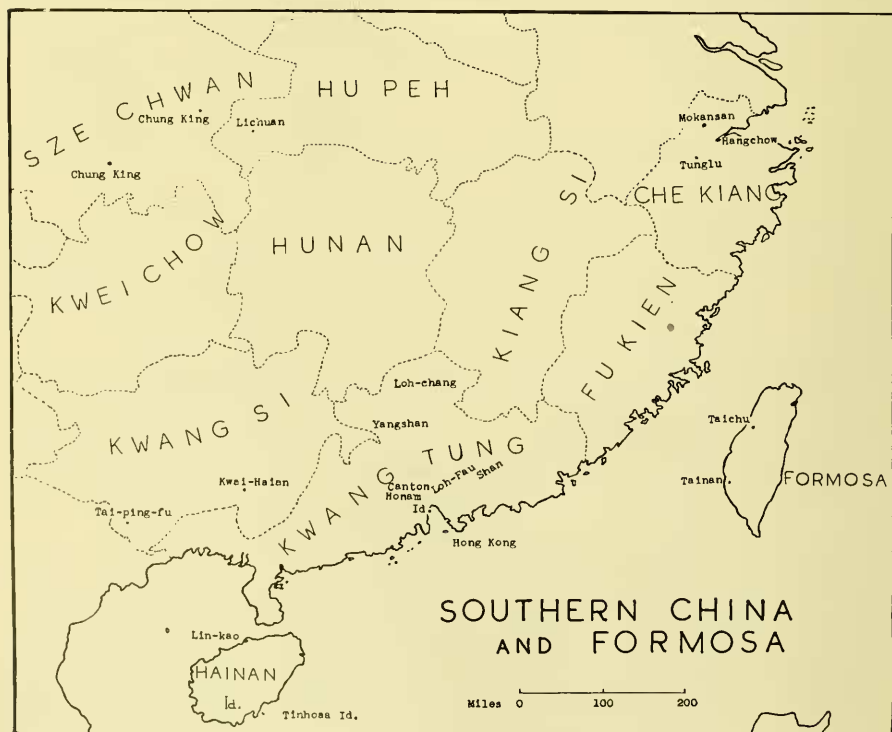 HU PEH
SZE CHWAN
Chung King
Lichuan
Chung King
Mokansan
Hangchow
Tunglu
CHE KIANG
KIANG SI
HUNAN
KWEICHOW
FU KIEN
Loh-chang
Yangshan
KWANG SI
KWANG TUNG
Taichu
Kwei-Hsien
Canton
Loh-Fau
Shan
Honam
Id.
Tainan
FORMOSA
Tai-ping-fu
Hong Kong
SOUTHERN CHINA
AND FORMOSA
Lin-kao
HAINAN
Id.
Tinhosa Id.
Miles 0 100 200